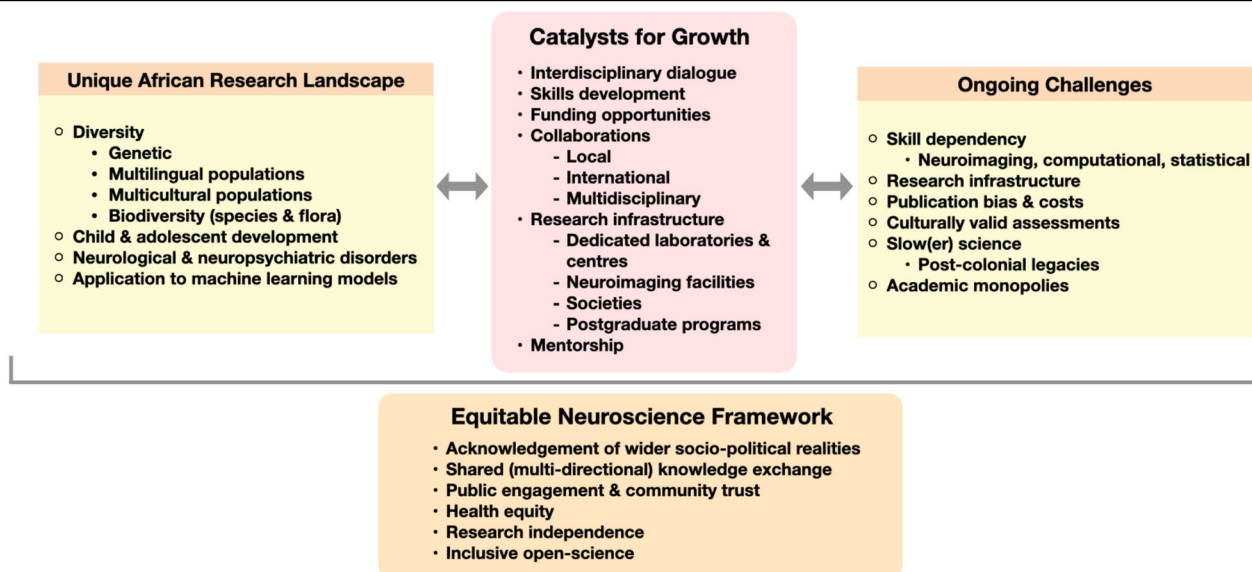 Unique African Research Landscape
○ Diversity
• Genetic
• Multilingual populations
• Multicultural populations
• Biodiversity (species & flora)
○ Child & adolescent development
○ Neurological & neuropsychiatric disorders
○ Application to machine learning models
Catalysts for Growth
• Interdisciplinary dialogue
• Skills development
• Funding opportunities
• Collaborations
- Local
- International
- Multidisciplinary
• Research infrastructure
- Dedicated laboratories &
centres
- Neuroimaging facilities
- Societies
- Postgraduate programs
• Mentorship
Ongoing Challenges
○ Skill dependency
• Neuroimaging, computational, statistical
○ Research infrastructure
○ Publication bias & costs
○ Culturally valid assessments
○ Slow(er) science
• Post-colonial legacies
○ Academic monopolies
Equitable Neuroscience Framework
• Acknowledgement of wider socio-political realities
• Shared (multi-directional) knowledge exchange
• Public engagement & community trust
• Health equity
• Research independence
• Inclusive open-science